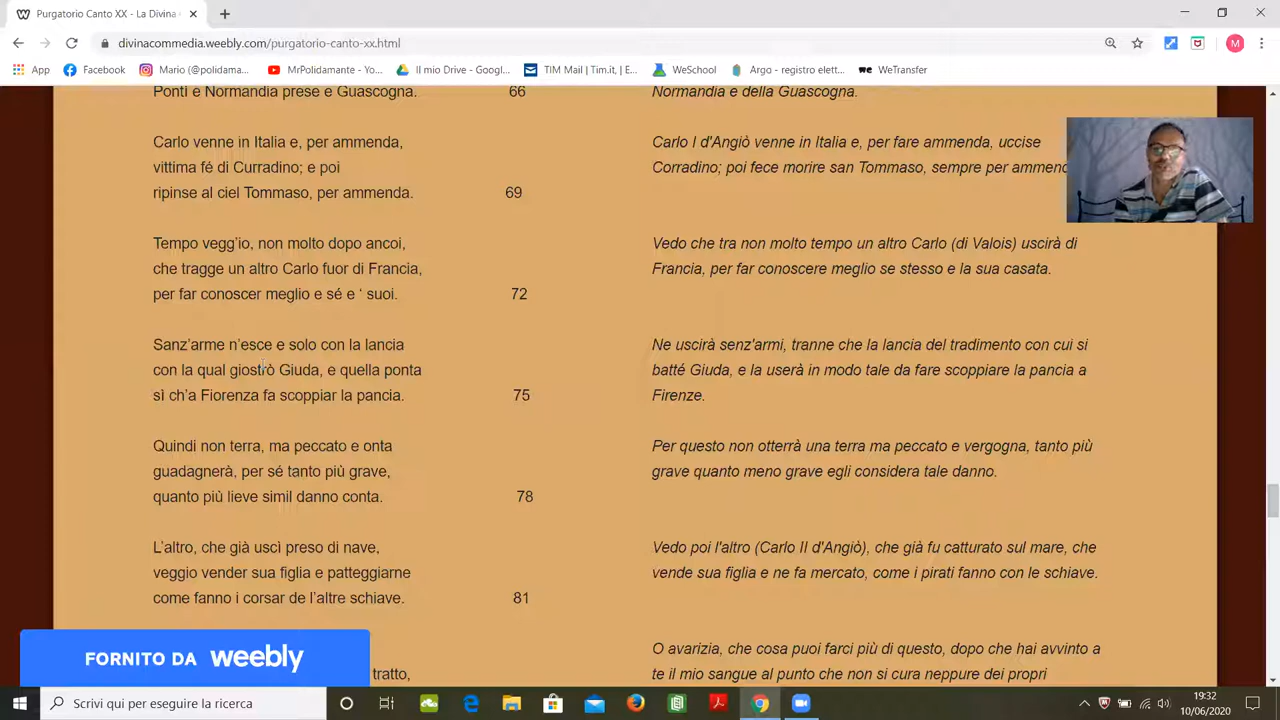 Purgatorio Canto XX - La Divina
divinacommedia.weebly.com/purgatorio-canto-xx.html
App
Facebook
Mario (@polidama...
MrPolidamante - Yo...
Il mio Drive - Googl...
TIM Mail | Tim.it, | E...
WeSchool
Argo - registro elett...
WeTransfer
Ponti e Normandia prese e Guascogna. 66
Carlo venne in Italia e, per ammenda,
vittima fé di Curradino; e poi
ripinse al ciel Tommaso, per ammenda. 69
Tempo vegg'io, non molto dopo ancoi,
che tragge un altro Carlo fuor di Francia,
per far conoscer meglio e sé e ' suoi. 72
Sanz'arme n'esce e solo con la lancia
con la qual giostrò Giuda, e quella ponta
sì ch'a Fiorenza fa scoppiar la pancia. 75
Quindi non terra, ma peccato e onta
guadagnerà, per sé tanto più grave,
quanto più lieve simil danno conta. 78
L'altro, che già uscì preso di nave,
veggio vender sua figlia e patteggiarne
come fanno i corsar de l'altre schiave. 81
tratto,
Normandia e della Guascogna.
Carlo I d'Angiò venne in Italia e, per fare ammenda, uccise
Corradino; poi fece morire san Tommaso, sempre per ammend
Vedo che tra non molto tempo un altro Carlo (di Valois) uscirà di
Francia, per far conoscere meglio se stesso e la sua casata.
Ne uscirà senz'armi, tranne che la lancia del tradimento con cui si
batté Giuda, e la userà in modo tale da fare scoppiare la pancia a
Firenze.
Per questo non otterrà una terra ma peccato e vergogna, tanto più
grave quanto meno grave egli considera tale danno.
Vedo poi l'altro (Carlo II d'Angiò), che già fu catturato sul mare, che
vende sua figlia e ne fa mercato, come i pirati fanno con le schiave.
O avarizia, che cosa puoi farci più di questo, dopo che hai avvinto a
te il mio sangue al punto che non si cura neppure dei propri
FORNITO DA weebly
Scrivi qui per eseguire la ricerca
19:32
10/06/2020